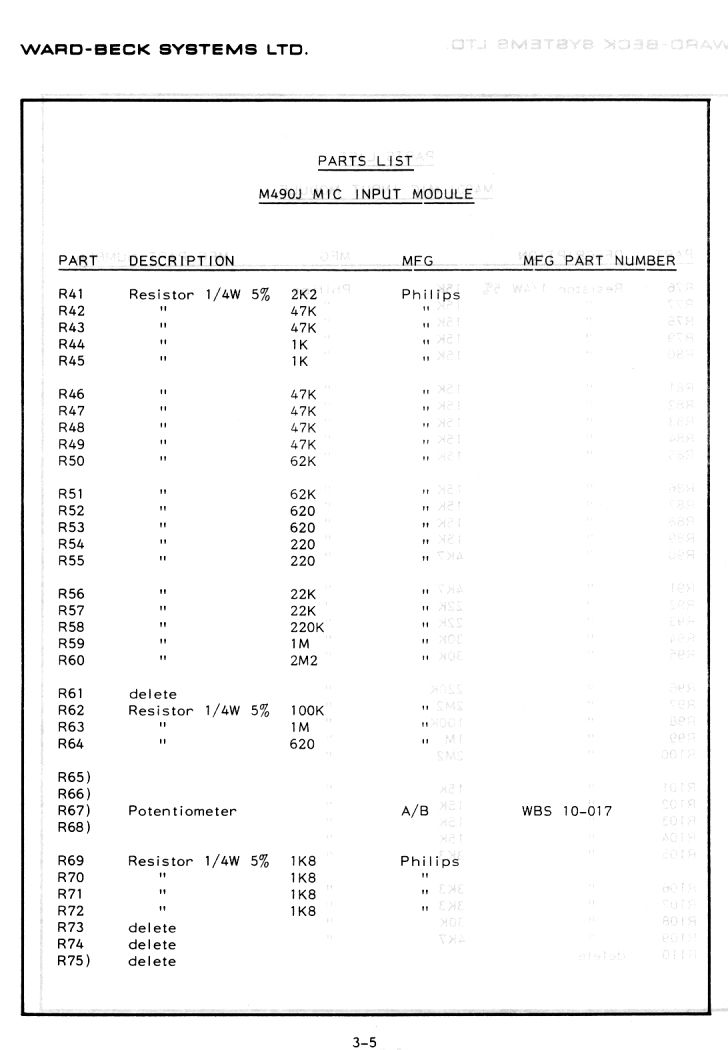 WARD-BECK SYSTEMS LTD.
PARTS LIST
M490J MIC INPUT MODULE
PART DESCRIPTION MFG MFG PART NUMBER
R41 Resistor 1/4W 5% 2K2 Philips
R42 " 47K "
R43 " 47K "
R44 " 1K "
R45 " 1K "
R46 " 47K "
R47 " 47K "
R48 " 47K "
R49 " 47K "
R50 " 62K "
R51 " 62K "
R52 " 620 "
R53 " 620 "
R54 " 220 "
R55 " 220 "
R56 " 22K "
R57 " 22K "
R58 " 220K "
R59 " 1M "
R60 " 2M2 "
R61 delete
R62 Resistor 1/4W 5% 100K "
R63 " 1M "
R64 " 620 "
R65)
R66)
R67) Potentiometer A/B WBS 10-017
R68)
R69 Resistor 1/4W 5% 1K8 Philips
R70 " 1K8 "
R71 " 1K8 "
R72 " 1K8 "
R73 delete
R74 delete
R75) delete
3-5